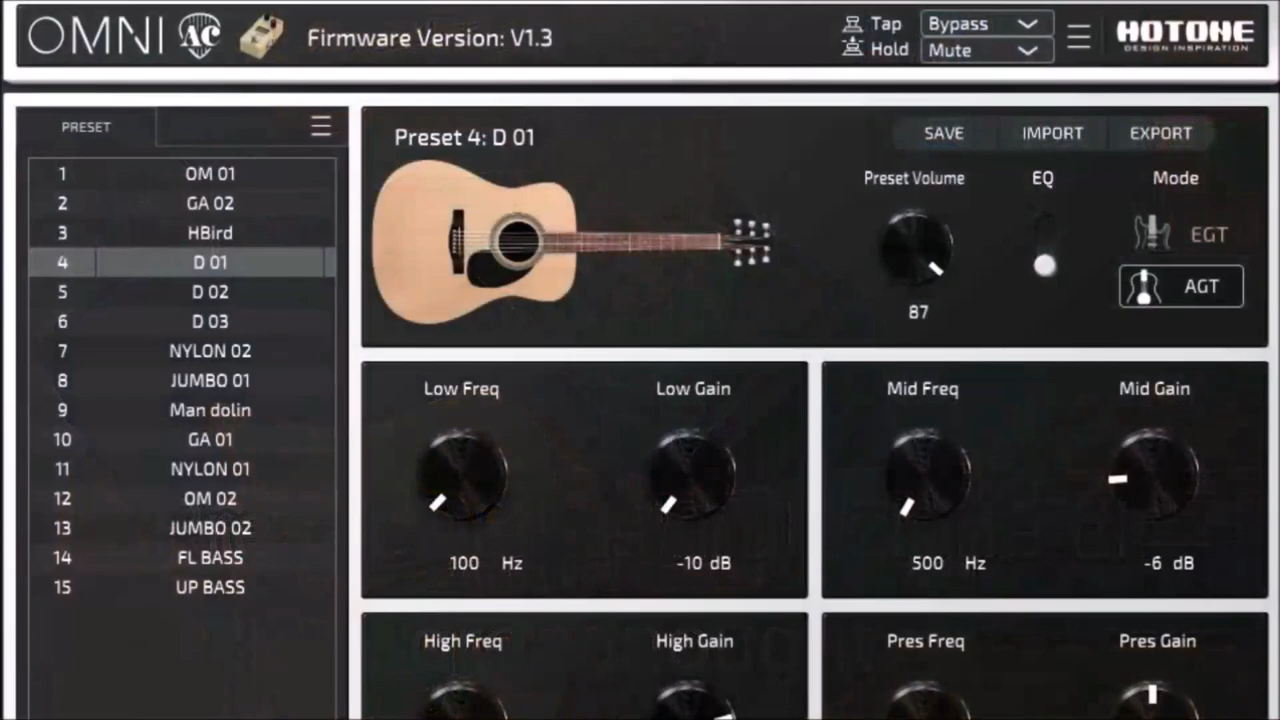 OMNI AC Firmware Version: V1.3
Tap Bypass
Hold Mute
HOTONE
DESIGN INSPIRATION
PRESET
1 OM 01
2 GA 02
3 HBird
4 D 01
5 D 02
6 D 03
7 NYLON 02
8 JUMBO 01
9 Man dolin
10 GA 01
11 NYLON 01
12 OM 02
13 JUMBO 02
14 FL BASS
15 UP BASS
Preset 4: D 01
SAVE IMPORT EXPORT
Preset Volume EQ Mode
EGT
AGT
87
Low Freq Low Gain Mid Freq Mid Gain
100 Hz -10 dB 500 Hz -6 dB
High Freq High Gain Pres Freq Pres Gain